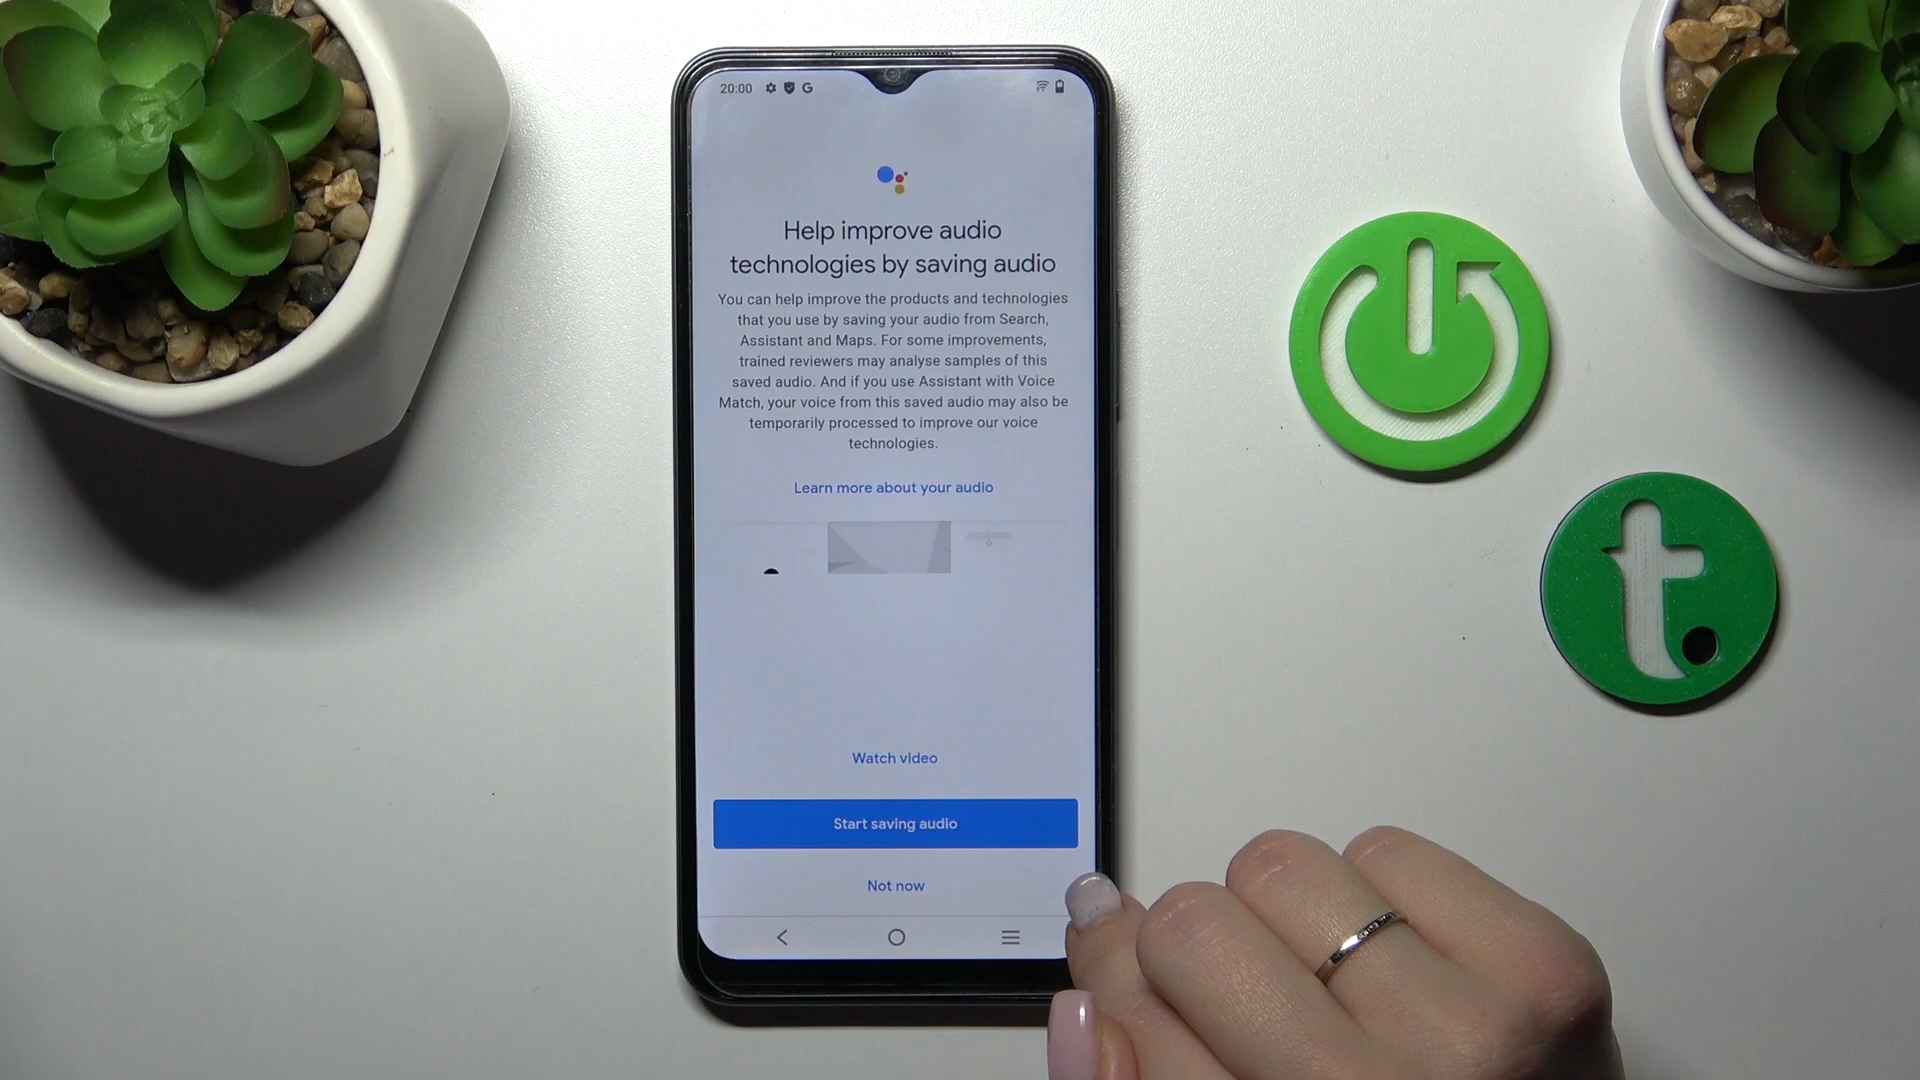 20:00
Help improve audio
technologies by saving audio
You can help improve the products and technologies
that you use by saving your audio from Search,
Assistant and Maps. For some improvements,
trained reviewers may analyse samples of this
saved audio. And if you use Assistant with Voice
Match, your voice from this saved audio may also be
temporarily processed to improve our voice
technologies.
Learn more about your audio
Watch video
Start saving audio
Not now
t.